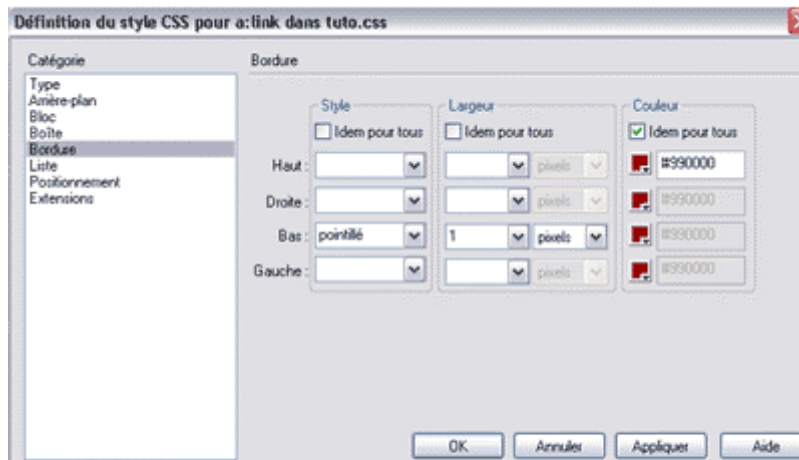 Définition du style CSS pour a:link dans tuto.css
Catégorie
Bordure
Type
Arrière-plan
Bloc
Boîte
Bordure
Liste
Positionnement
Extensions
Style
Largeur
Couleur
Idem pour tous
Idem pour tous
Idem pour tous
Haut : pixels #990000
Droite : pixels #990000
Bas : pointillé 1 pixels #990000
Gauche : pixels #990000
OK Annuler Appliquer Aide